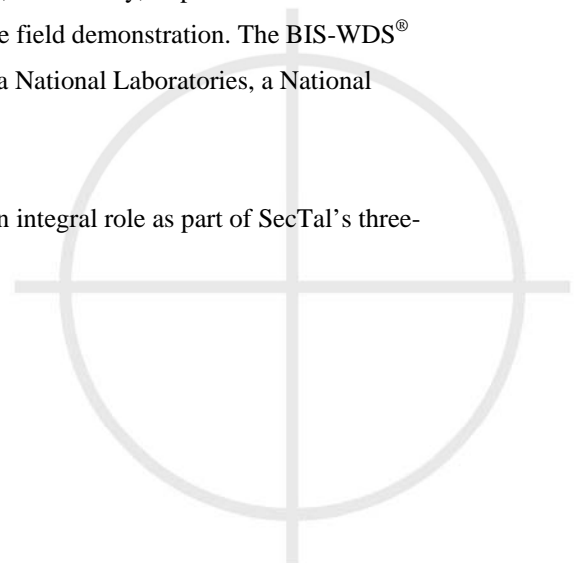 e field demonstration. The BIS-WDS®
a National Laboratories, a National
n integral role as part of SecTal's three-